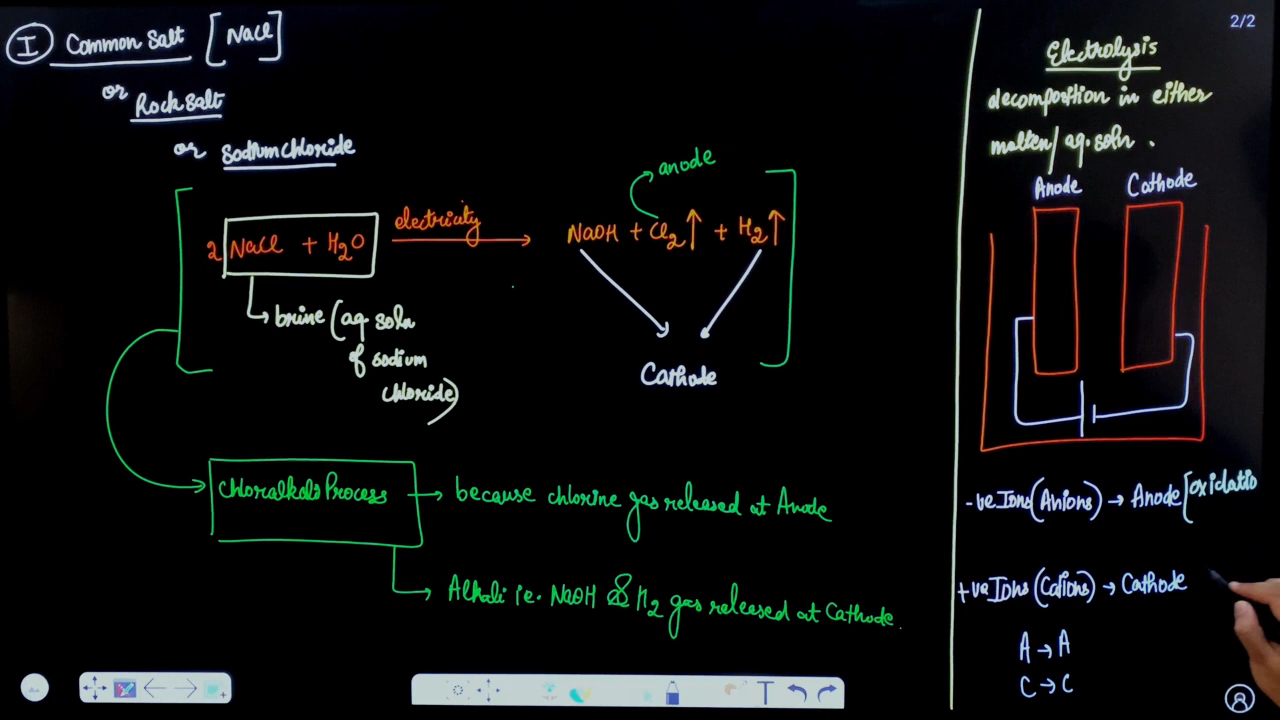 2/2
I Common Salt [NaCl]
or Rock salt
or Sodium chloride
2 NaCl + H2O electricity → NaOH + Cl2↑ + H2↑
anode
brine (aq soln
of sodium
chloride)
Cathode
Chloralkali Process → because chlorine gas released at Anode
→ Alkali i.e. NaOH & H2 gas released at Cathode.
Electrolysis
decomposition in either
molten/aq. soln.
Anode Cathode
-ve Ions (Anions) → Anode [oxidatio
+ve Ions (Cations) → Cathode
A → A
C → C
T